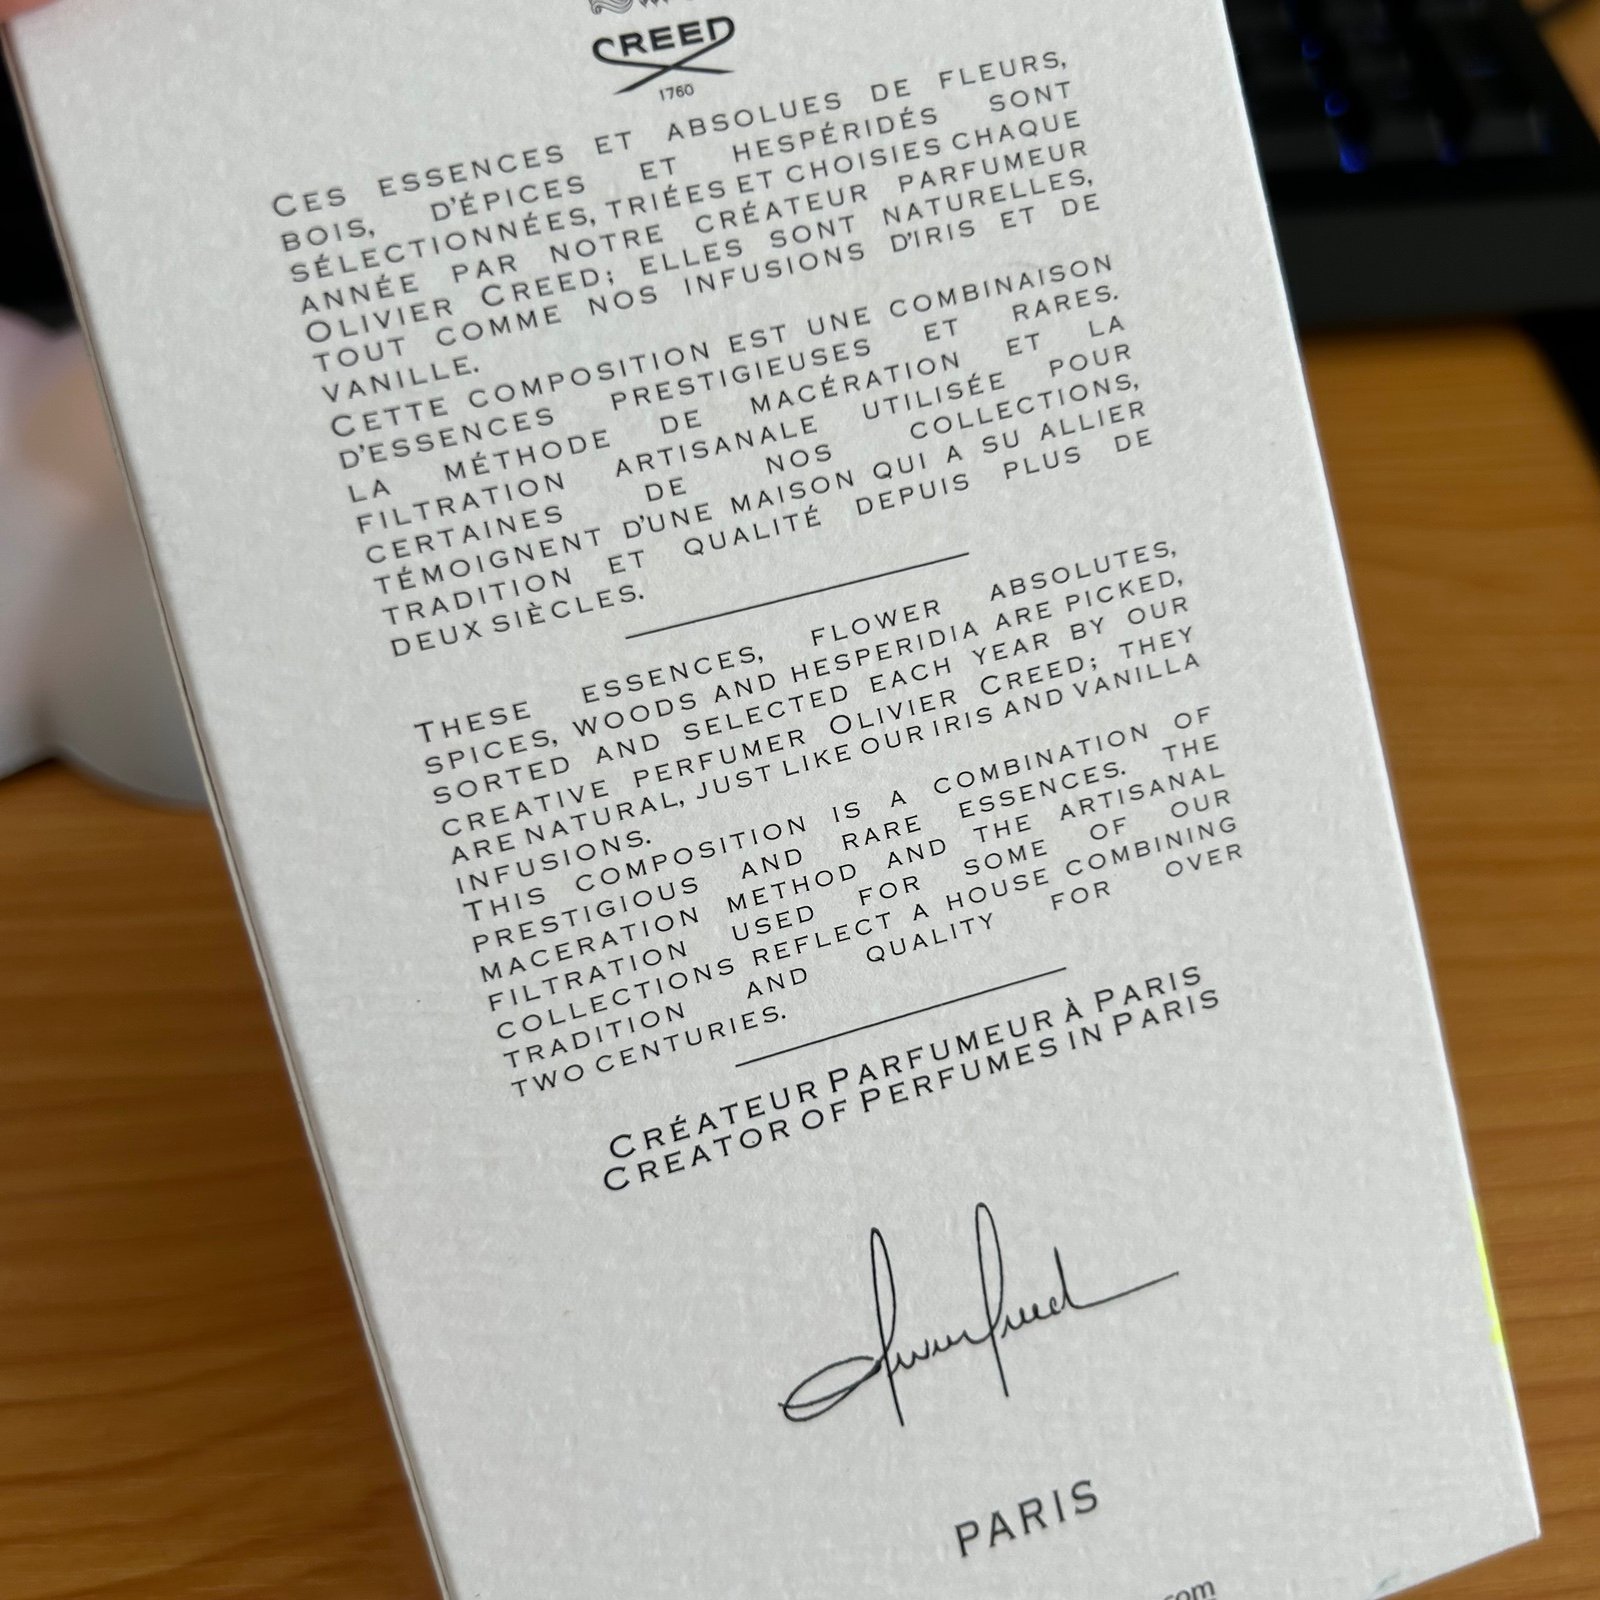 CREED
1760
CES ESSENCES ET ABSOLUES DE FLEURS,
BOIS, D'ÉPICES ET HESPÉRIDÉS SONT
SÉLECTIONNÉES, TRIÉES ET CHOISIES CHAQUE
ANNÉE PAR NOTRE CRÉATEUR PARFUMEUR
OLIVIER CREED; ELLES SONT NATURELLES,
TOUT COMME NOS INFUSIONS D'IRIS ET DE
VANILLE.
CETTE COMPOSITION EST UNE COMBINAISON
D'ESSENCES PRESTIGIEUSES ET RARES.
LA MÉTHODE DE MACÉRATION ET LA
FILTRATION ARTISANALE UTILISÉE POUR
CERTAINES DE NOS COLLECTIONS,
TÉMOIGNENT D'UNE MAISON QUI A SU ALLIER
TRADITION ET QUALITÉ DEPUIS PLUS DE
DEUX SIÈCLES.
THESE ESSENCES, FLOWER ABSOLUTES,
SPICES, WOODS AND HESPERIDIA ARE PICKED,
SORTED AND SELECTED EACH YEAR BY OUR
CREATIVE PERFUMER OLIVIER CREED; THEY
ARE NATURAL, JUST LIKE OUR IRIS AND VANILLA
INFUSIONS.
THIS COMPOSITION IS A COMBINATION OF
PRESTIGIOUS AND RARE ESSENCES. THE
MACERATION METHOD AND THE ARTISANAL
FILTRATION USED FOR SOME OF OUR
COLLECTIONS REFLECT A HOUSE COMBINING
TRADITION AND QUALITY FOR OVER
TWO CENTURIES.
CRÉATEUR PARFUMEUR À PARIS
CREATOR OF PERFUMES IN PARIS
Olivier Creed
PARIS